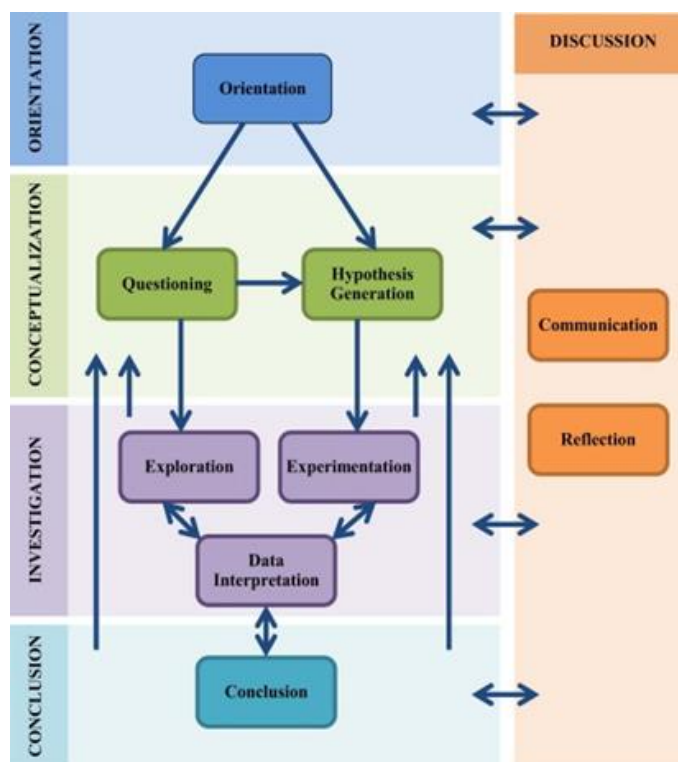 ORIENTATION
Orientation
CONCEPTUALIZATION
Questioning
Hypothesis
Generation
INVESTIGATION
Exploration
Experimentation
Data
Interpretation
CONCLUSION
Conclusion
DISCUSSION
Communication
Reflection